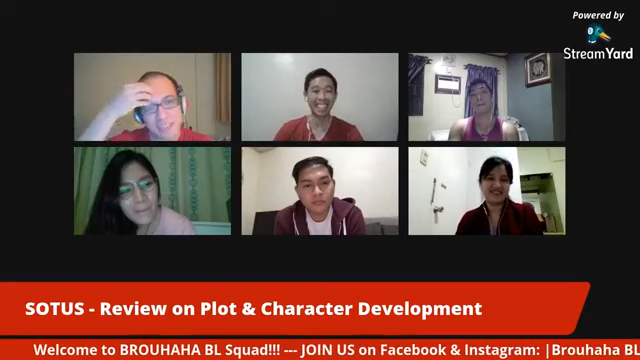 Powered by
StreamYard
SOTUS - Review on Plot & Character Development
Welcome to BROUHAHA BL Squad!!! --- JOIN US on Facebook & Instagram: |Brouhaha BL